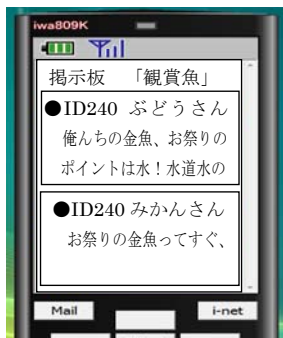 iwa809K
掲示板 「観賞魚」
●ID240 ぶどうさん
俺んちの金魚、お祭りの
ポイントは水！水道水の
●ID240 みかんさん
お祭りの金魚ってすぐ、
Mail
i-net